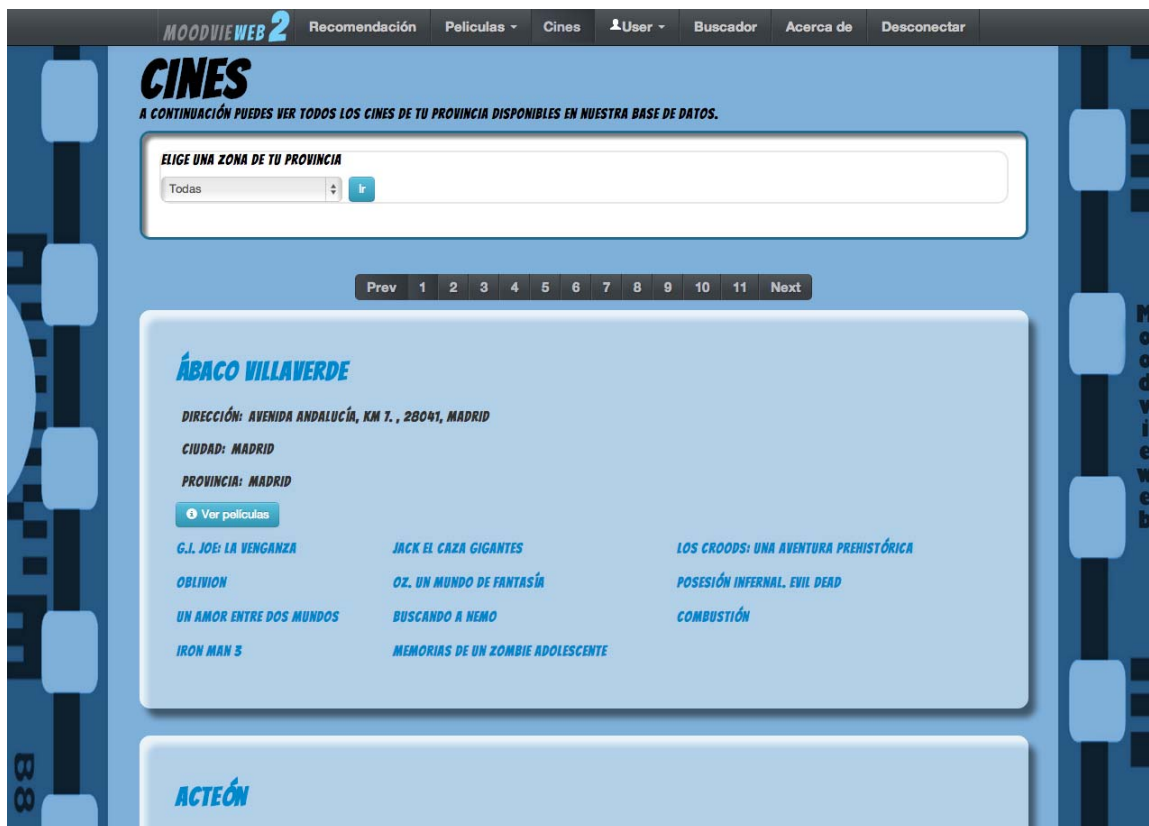 MOODVIEWEB 2 Recomendación Peliculas Cines User Buscador Acerca de Desconectar
CINES
A CONTINUACIÓN PUEDES VER TODOS LOS CINES DE TU PROVINCIA DISPONIBLES EN NUESTRA BASE DE DATOS.
ELIGE UNA ZONA DE TU PROVINCIA
Todas Ir
Prev 1 2 3 4 5 6 7 8 9 10 11 Next
ÁBACO VILLAVERDE
DIRECCIÓN: AVENIDA ANDALUCÍA, KM 7. , 28041, MADRID
CIUDAD: MADRID
PROVINCIA: MADRID
Ver películas
G.I. JOE: LA VENGANZA JACK EL CAZA GIGANTES LOS CROODS: UNA AVENTURA PREHISTÓRICA
OBLIVION OZ, UN MUNDO DE FANTASÍA POSESIÓN INFERNAL. EVIL DEAD
UN AMOR ENTRE DOS MUNDOS BUSCANDO A NEMO COMBUSTIÓN
IRON MAN 3 MEMORIAS DE UN ZOMBIE ADOLESCENTE
ACTEÓN
Moodvieweb
B8